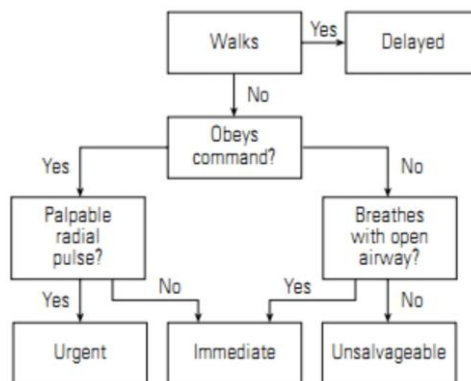 Walks
Yes
Delayed
No
Obeys
command?
Yes
No
Palpable
radial
pulse?
Breathes
with open
airway?
Yes
No
Yes
No
Urgent
Immediate
Unsalvageable